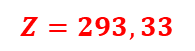 Z = 293,33